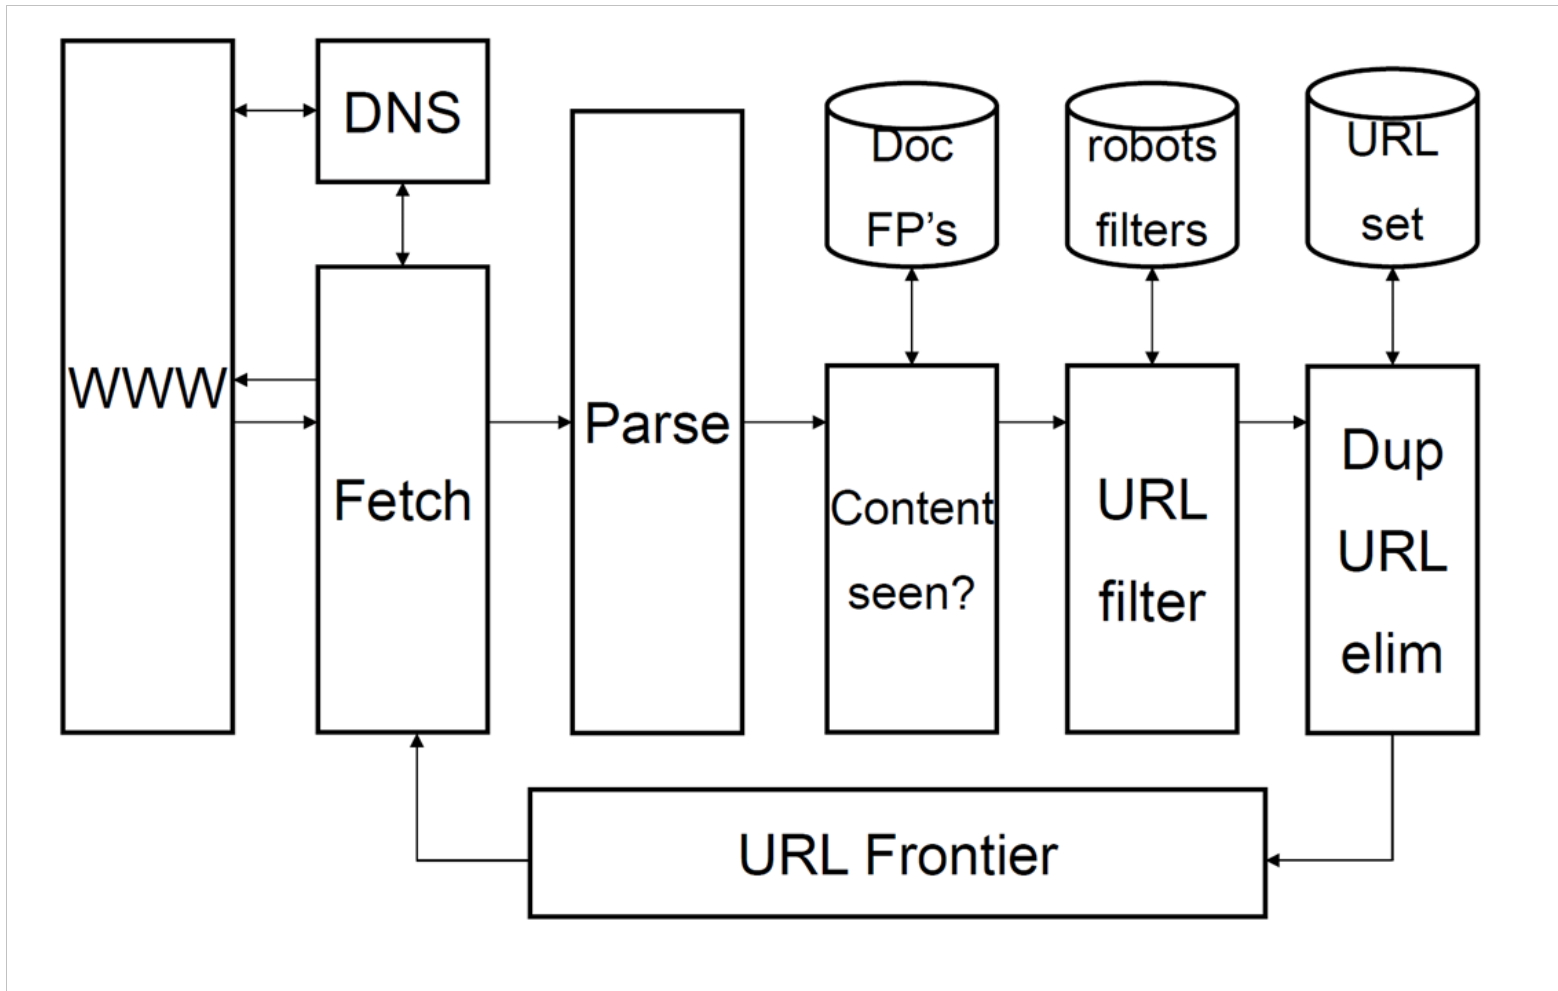 WWW
DNS
Fetch
Parse
Doc
FP’s
Content
seen?
robots
filters
URL
filter
URL
set
Dup
URL
elim
URL Frontier